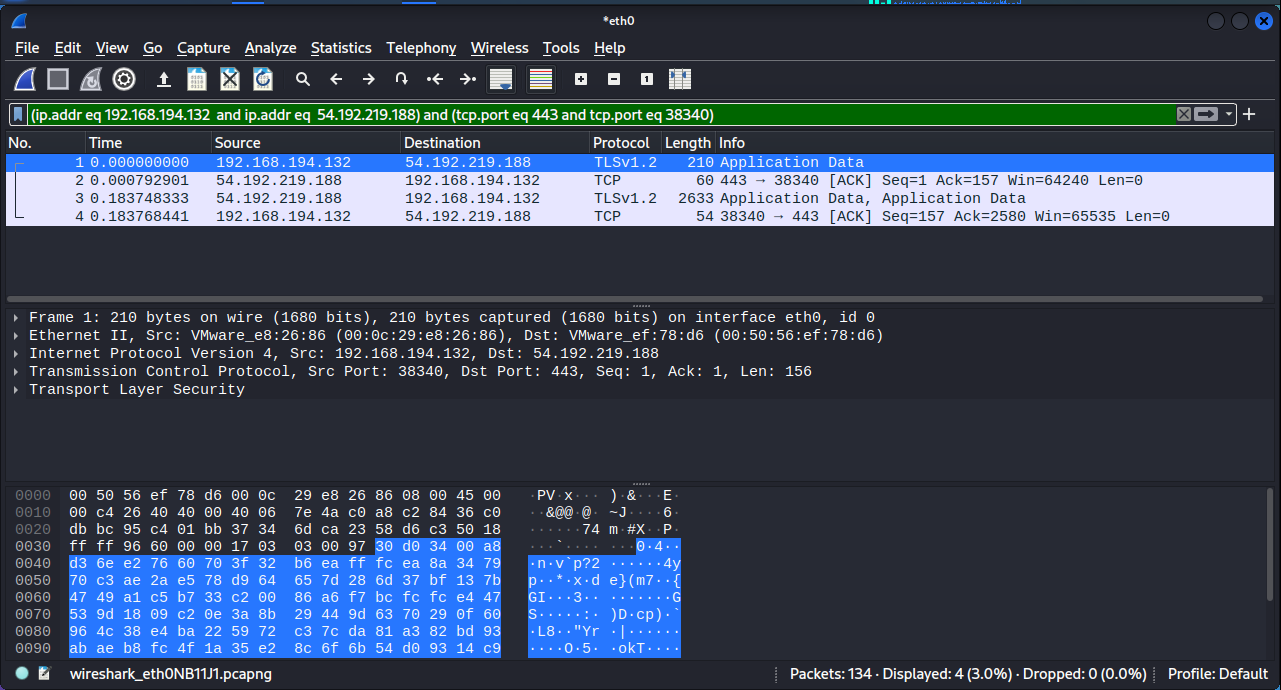 *eth0
File Edit View Go Capture Analyze Statistics Telephony Wireless Tools Help
(ip.addr eq 192.168.194.132 and ip.addr eq 54.192.219.188) and (tcp.port eq 443 and tcp.port eq 38340)
No. Time Source Destination Protocol Length Info
1 0.000000000 192.168.194.132 54.192.219.188 TLSv1.2 210 Application Data
2 0.000792901 54.192.219.188 192.168.194.132 TCP 60 443 → 38340 [ACK] Seq=1 Ack=157 Win=64240 Len=0
3 0.183748333 54.192.219.188 192.168.194.132 TLSv1.2 2633 Application Data, Application Data
4 0.183768441 192.168.194.132 54.192.219.188 TCP 54 38340 → 443 [ACK] Seq=157 Ack=2580 Win=65535 Len=0
Frame 1: 210 bytes on wire (1680 bits), 210 bytes captured (1680 bits) on interface eth0, id 0
Ethernet II, Src: VMware_e8:26:86 (00:0c:29:e8:26:86), Dst: VMware_ef:78:d6 (00:50:56:ef:78:d6)
Internet Protocol Version 4, Src: 192.168.194.132, Dst: 54.192.219.188
Transmission Control Protocol, Src Port: 38340, Dst Port: 443, Seq: 1, Ack: 1, Len: 156
Transport Layer Security
0000 00 50 56 ef 78 d6 00 0c 29 e8 26 86 08 00 45 00 ·PV·x··· )·&···E·
0010 00 c4 26 40 40 00 40 06 7e 4a c0 a8 c2 84 36 c0 ··&@@·@· ~J····6·
0020 db bc 95 c4 01 bb 37 34 6d ca 23 58 d6 c3 50 18 ······74 m·#X··P·
0030 ff ff 96 60 00 00 17 03 03 00 97 30 d0 34 00 a8 ···`···· ···0·4··
0040 d3 6e e2 76 60 70 3f 32 b6 ea ff fc ea 8a 34 79 ·n·v`p?2 ······4y
0050 70 c3 ae 2a e5 78 d9 64 65 7d 28 6d 37 bf 13 7b p··*·x·d e}(m7··{
0060 47 49 a1 c5 b7 33 c2 00 86 a6 f7 bc fc fc e4 47 GI···3·· ·······G
0070 53 9d 18 09 c2 0e 3a 8b 29 44 9d 63 70 29 0f 60 S·····:· )D·cp)·`
0080 96 4c 38 e4 ba 22 59 72 c3 7c da 81 a3 82 bd 93 ·L8··"Yr ·|······
0090 ab ae b8 fc 4f 1a 35 e2 8c 6f 6b 54 d0 93 14 c9 ····O·5· ·okT····
wireshark_eth0NB11J1.pcapng Packets: 134 · Displayed: 4 (3.0%) · Dropped: 0 (0.0%) Profile: Default